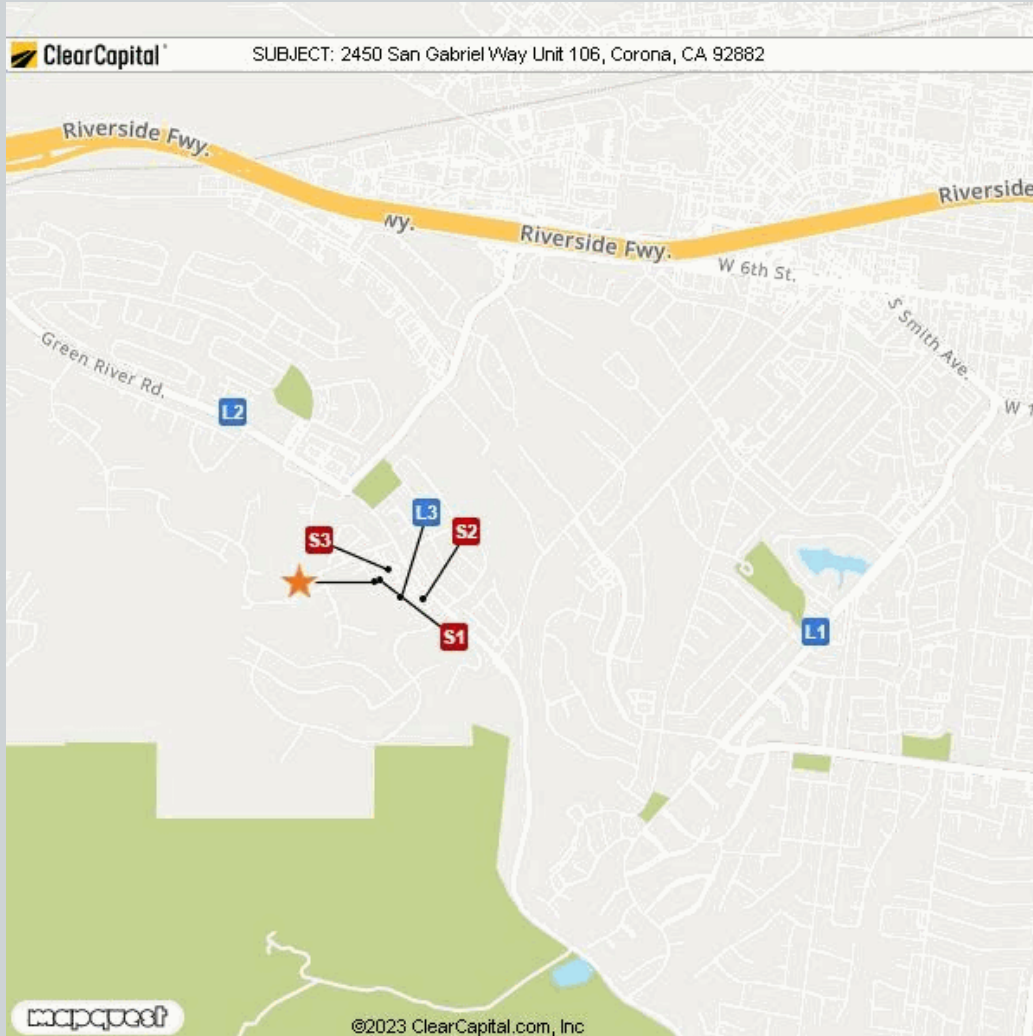 ClearCapital
SUBJECT: 2450 San Gabriel Way Unit 106, Corona, CA 92882
Riverside Fwy.
Riverside
wy.
Riverside Fwy.
W 6th St.
S Smith Ave.
Green River Rd.
L2
W 1
L3
S2
S3
L1
S1
mapquest
©2023 ClearCapital.com, Inc